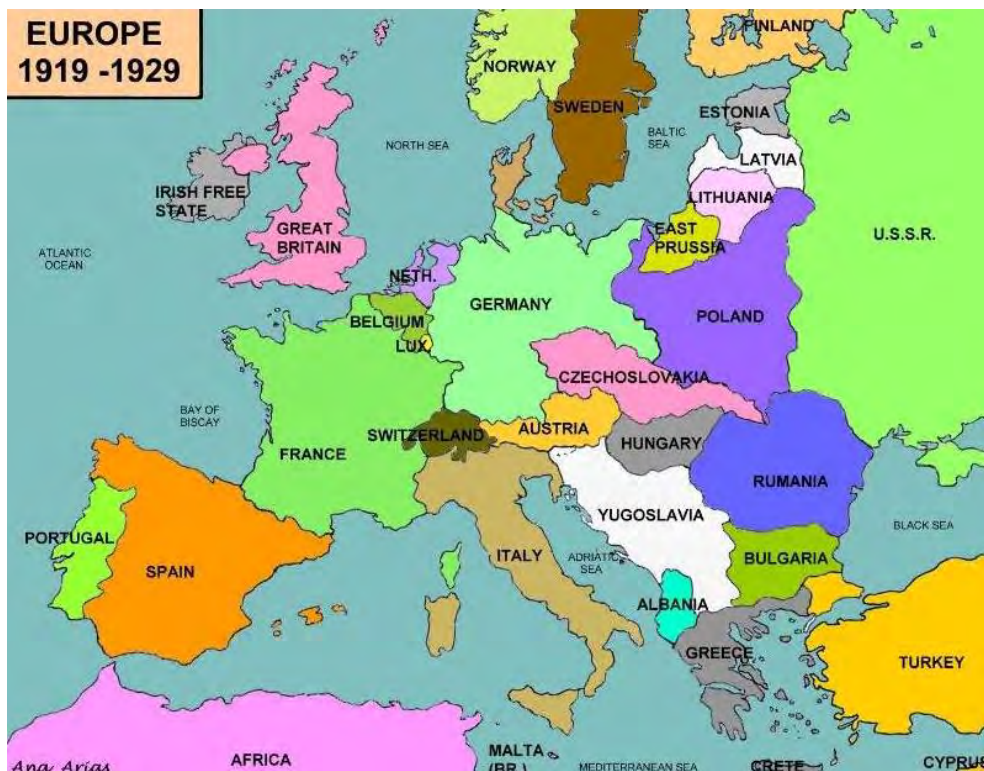 EUROPE
1919 -1929
FINLAND
NORWAY
SWEDEN
ESTONIA
NORTH SEA
BALTIC
SEA
LATVIA
IRISH FREE
STATE
LITHUANIA
GREAT
BRITAIN
EAST
PRUSSIA
U.S.S.R.
ATLANTIC
OCEAN
NETH.
GERMANY
POLAND
BELGIUM
LUX.
CZECHOSLOVAKIA
BAY OF
BISCAY
SWITZERLAND
AUSTRIA
HUNGARY
FRANCE
RUMANIA
YUGOSLAVIA
BLACK SEA
PORTUGAL
SPAIN
ITALY
ADRIATIC
SEA
BULGARIA
ALBANIA
GREECE
TURKEY
Ana Arias
AFRICA
MALTA
(BR.)
MEDITERRANEAN SEA
CRETE
CYPRUS